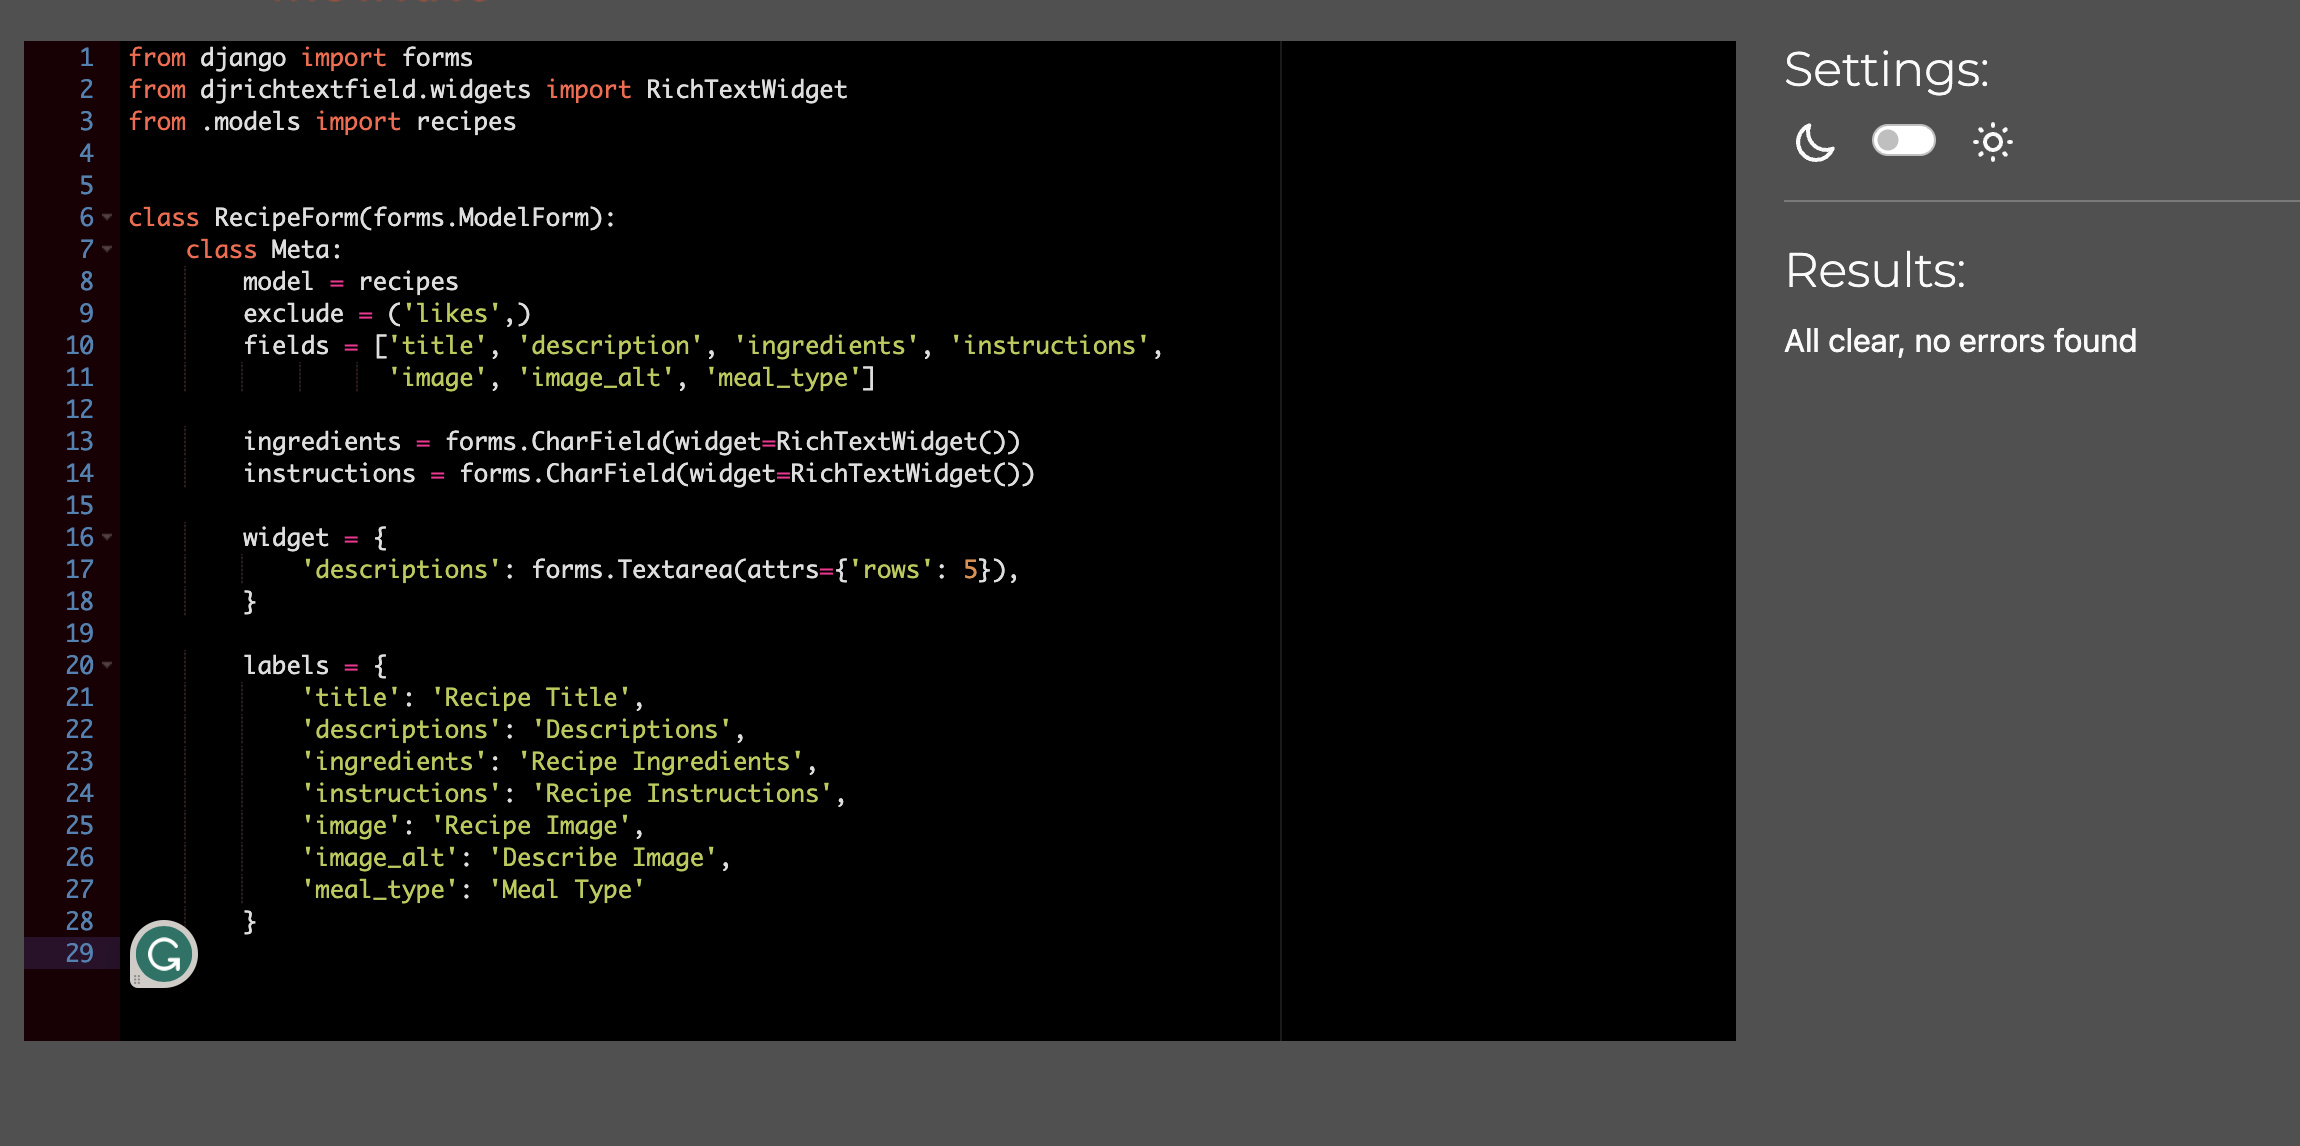 1 from django import forms
2 from djrichtextfield.widgets import RichTextWidget
3 from .models import recipes
4
5
6 class RecipeForm(forms.ModelForm):
7     class Meta:
8         model = recipes
9         exclude = ('likes',)
10         fields = ['title', 'description', 'ingredients', 'instructions',
11                   'image', 'image_alt', 'meal_type']
12
13         ingredients = forms.CharField(widget=RichTextWidget())
14         instructions = forms.CharField(widget=RichTextWidget())
15
16         widget = {
17             'descriptions': forms.Textarea(attrs={'rows': 5}),
18         }
19
20         labels = {
21             'title': 'Recipe Title',
22             'descriptions': 'Descriptions',
23             'ingredients': 'Recipe Ingredients',
24             'instructions': 'Recipe Instructions',
25             'image': 'Recipe Image',
26             'image_alt': 'Describe Image',
27             'meal_type': 'Meal Type'
28         }
29
Settings:
Results:
All clear, no errors found